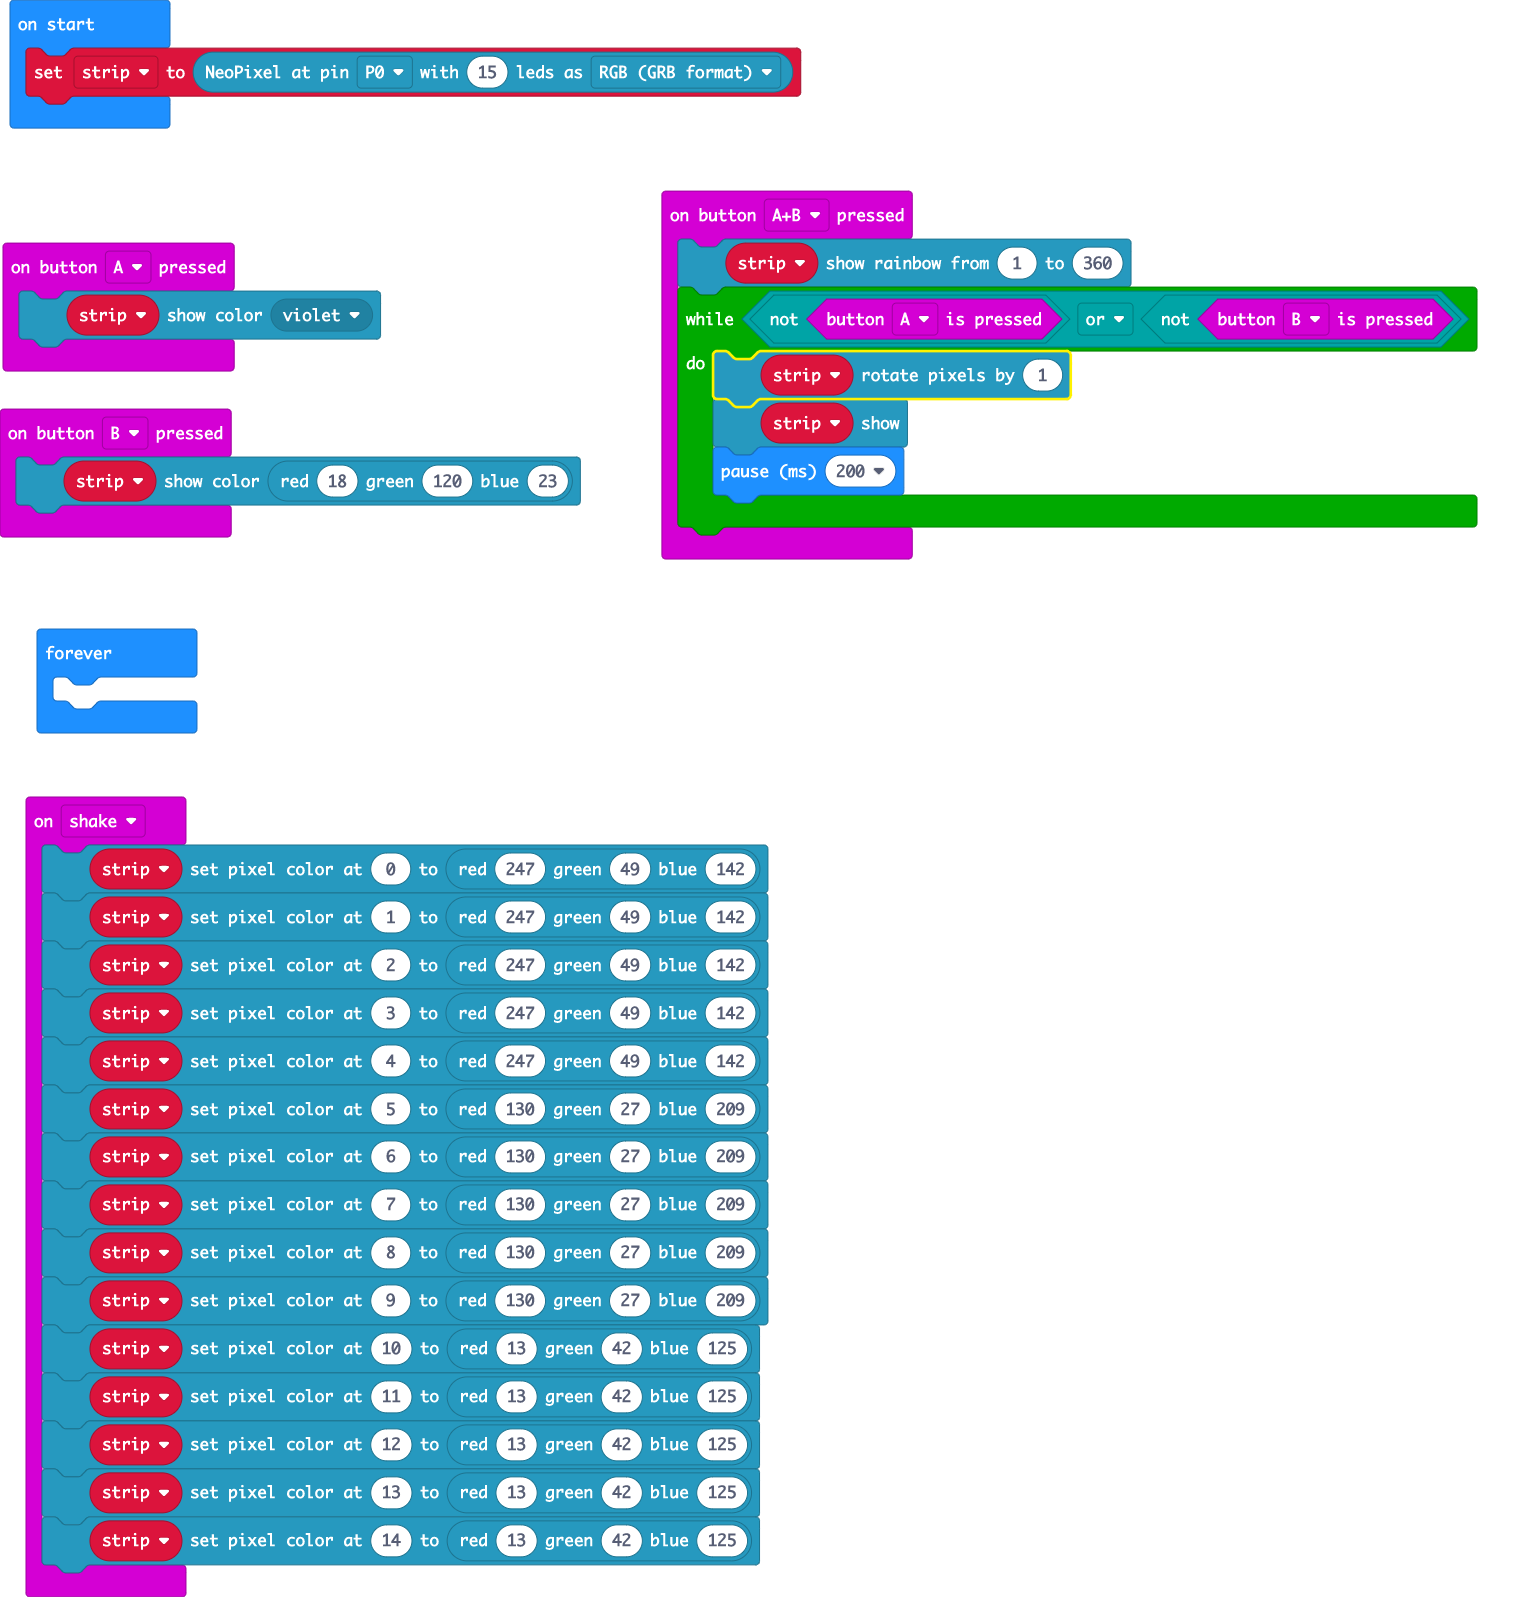 on start
set strip to NeoPixel at pin P0 with 15 leds as RGB (GRB format)
on button A pressed
strip show color violet
on button B pressed
strip show color red 18 green 120 blue 23
on button A+B pressed
strip show rainbow from 1 to 360
while not button A is pressed or not button B is pressed
do strip rotate pixels by 1
strip show
pause (ms) 200
forever
on shake
strip set pixel color at 0 to red 247 green 49 blue 142
strip set pixel color at 1 to red 247 green 49 blue 142
strip set pixel color at 2 to red 247 green 49 blue 142
strip set pixel color at 3 to red 247 green 49 blue 142
strip set pixel color at 4 to red 247 green 49 blue 142
strip set pixel color at 5 to red 130 green 27 blue 209
strip set pixel color at 6 to red 130 green 27 blue 209
strip set pixel color at 7 to red 130 green 27 blue 209
strip set pixel color at 8 to red 130 green 27 blue 209
strip set pixel color at 9 to red 130 green 27 blue 209
strip set pixel color at 10 to red 13 green 42 blue 125
strip set pixel color at 11 to red 13 green 42 blue 125
strip set pixel color at 12 to red 13 green 42 blue 125
strip set pixel color at 13 to red 13 green 42 blue 125
strip set pixel color at 14 to red 13 green 42 blue 125